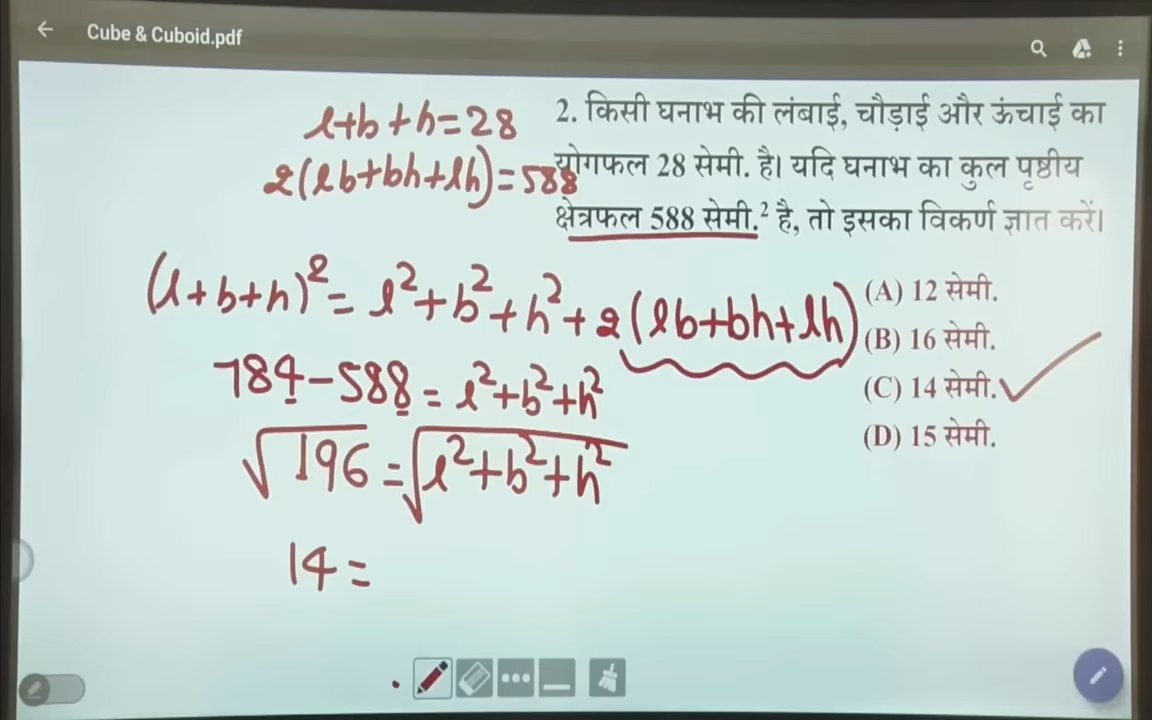 Cube & Cuboid.pdf
l+b+h=28
2(lb+bh+lh)=588
2. किसी घनाभ की लंबाई, चौड़ाई और ऊंचाई का
योगफल 28 सेमी. है। यदि घनाभ का कुल पृष्ठीय
क्षेत्रफल 588 सेमी.² है, तो इसका विकर्ण ज्ञात करें।
(l+b+h)²= l²+b²+h²+2(lb+bh+lh)
784-588= l²+b²+h²
√196=√l²+b²+h²
14=
(A) 12 सेमी.
(B) 16 सेमी.
(C) 14 सेमी.
(D) 15 सेमी.